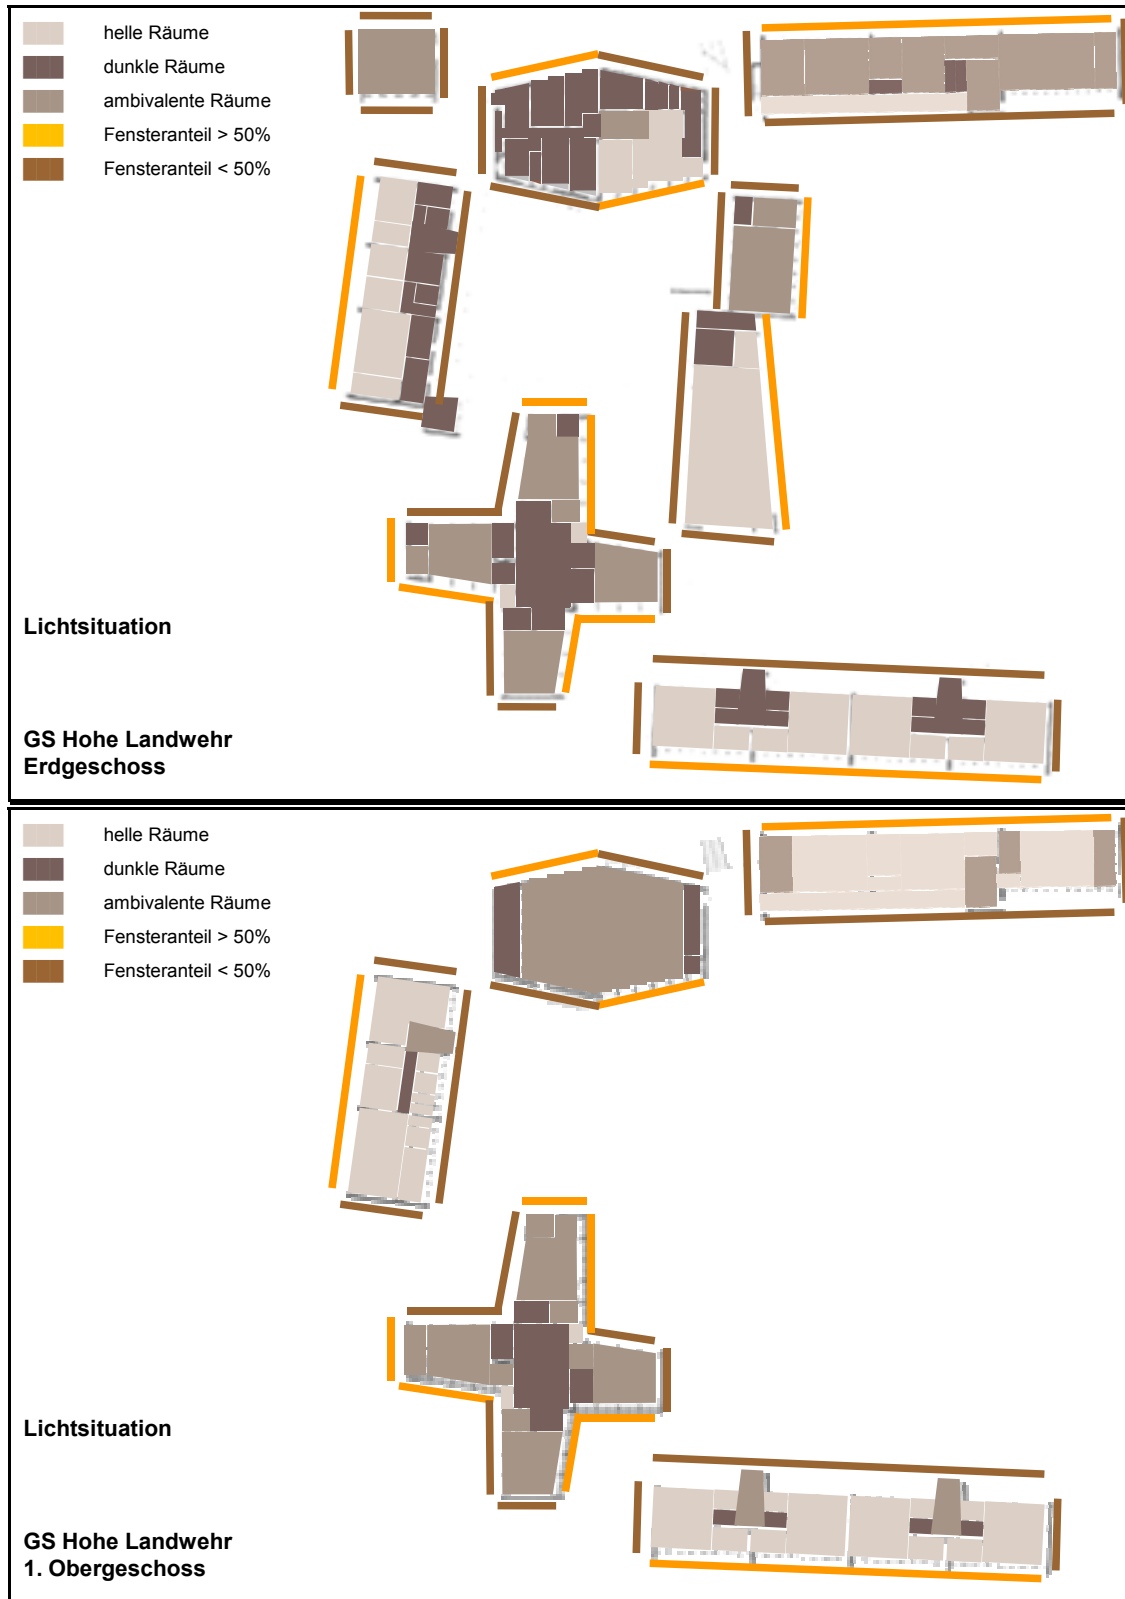 helle Räume
dunkle Räume
ambivalente Räume
Fensteranteil > 50%
Fensteranteil < 50%
Lichtsituation
GS Hohe Landwehr
Erdgeschoss
helle Räume
dunkle Räume
ambivalente Räume
Fensteranteil > 50%
Fensteranteil < 50%
Lichtsituation
GS Hohe Landwehr
1. Obergeschoss